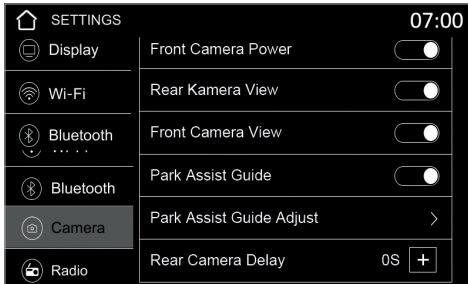 SETTINGS
07:00
Display
Wi-Fi
Bluetooth
Bluetooth
Camera
Radio
Front Camera Power
Rear Kamera View
Front Camera View
Park Assist Guide
Park Assist Guide Adjust
Rear Camera Delay
0S +